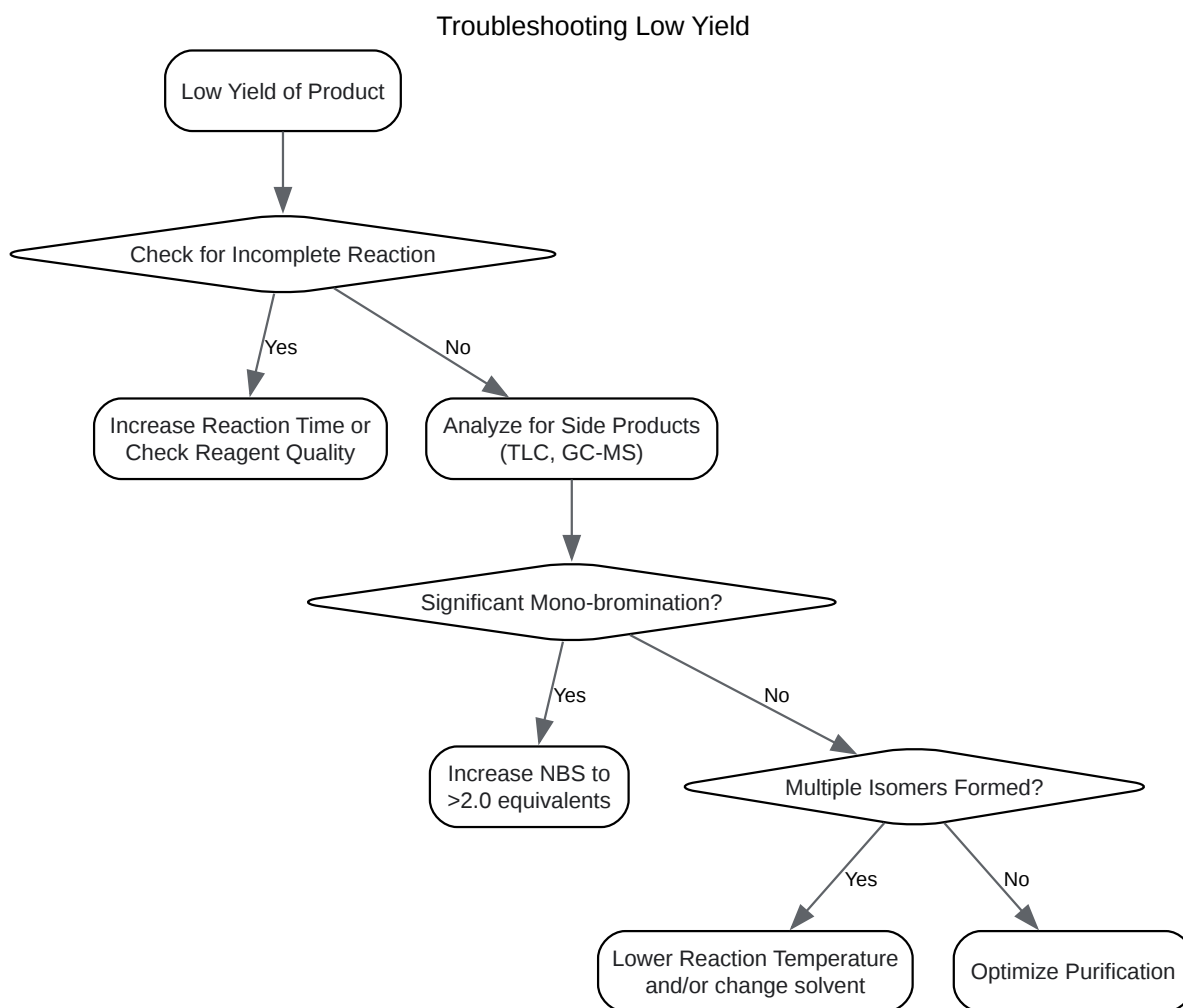 Troubleshooting Low Yield
Low Yield of Product
Check for Incomplete Reaction
Yes
No
Increase Reaction Time or
Check Reagent Quality
Analyze for Side Products
(TLC, GC-MS)
Significant Mono-bromination?
Yes
No
Increase NBS to
>2.0 equivalents
Multiple Isomers Formed?
Yes
No
Lower Reaction Temperature
and/or change solvent
Optimize Purification